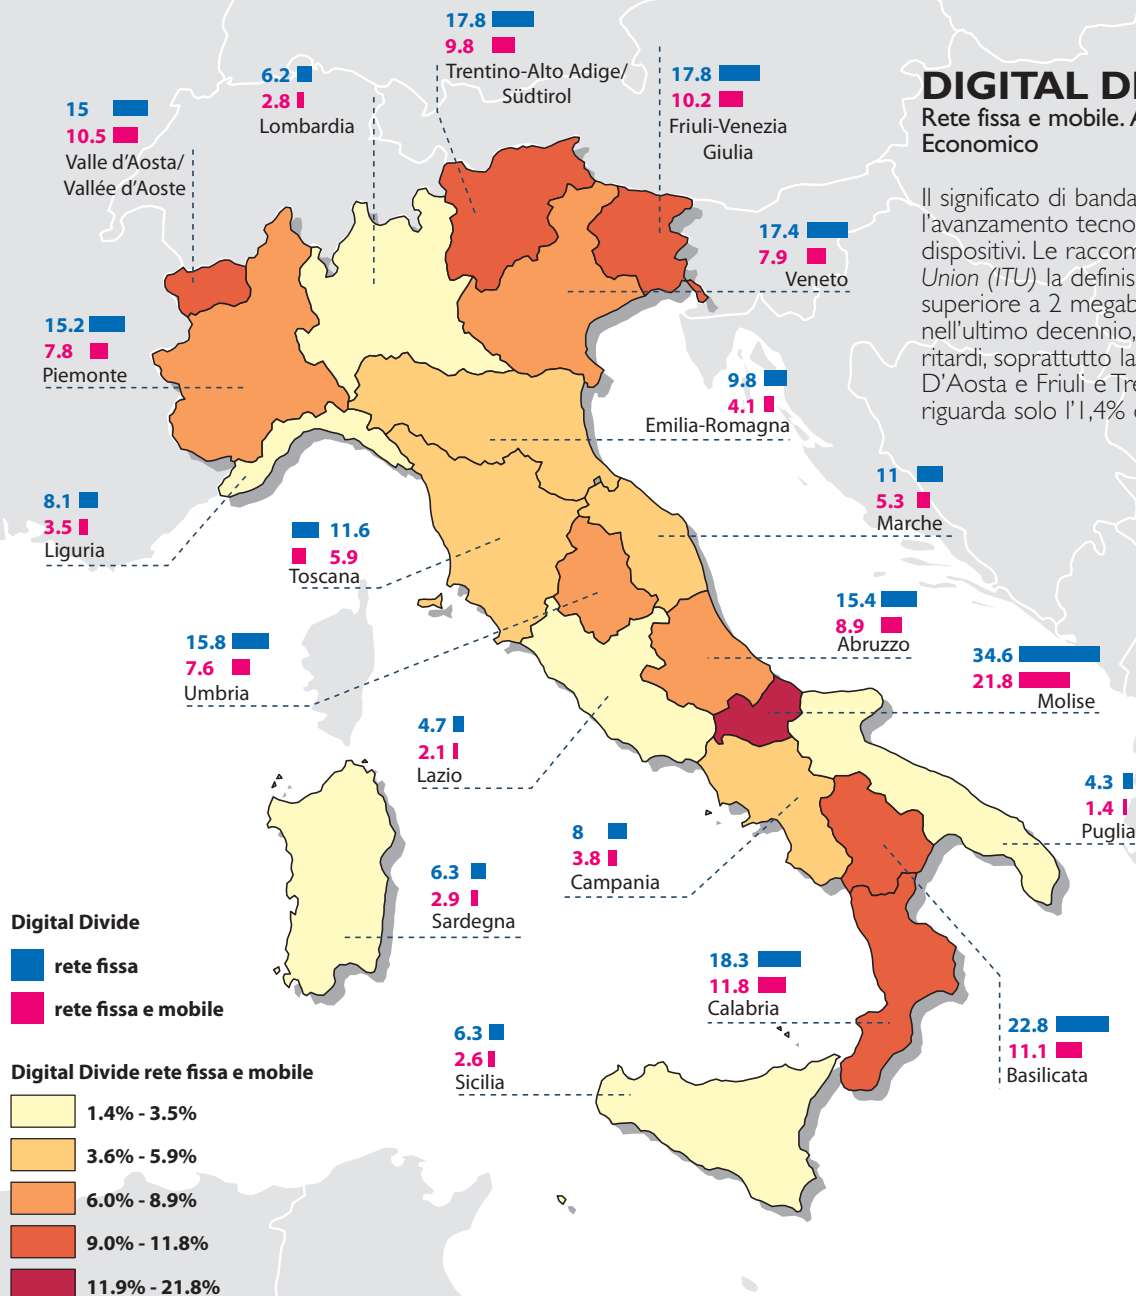 17.8
9.8
Trentino-Alto Adige/
Südtirol
6.2
2.8
Lombardia
17.8
10.2
Friuli-Venezia
Giulia
15
10.5
Valle d'Aosta/
Vallée d'Aoste
DIGITAL DI
Rete fissa e mobile. A
Economico
Il significato di banda
l'avanzamento tecno
dispositivi. Le raccom
Union (ITU) la definis
superiore a 2 megab
nell'ultimo decennio,
ritardi, soprattutto la
D'Aosta e Friuli e Tre
riguarda solo l'1,4%
17.4
7.9
Veneto
15.2
7.8
Piemonte
9.8
4.1
Emilia-Romagna
11
5.3
Marche
8.1
3.5
Liguria
11.6
5.9
Toscana
15.4
8.9
Abruzzo
15.8
7.6
Umbria
34.6
21.8
Molise
4.7
2.1
Lazio
4.3
1.4
Puglia
8
3.8
Campania
6.3
2.9
Sardegna
18.3
11.8
Calabria
22.8
11.1
Basilicata
6.3
2.6
Sicilia
Digital Divide
rete fissa
rete fissa e mobile
Digital Divide rete fissa e mobile
1.4% - 3.5%
3.6% - 5.9%
6.0% - 8.9%
9.0% - 11.8%
11.9% - 21.8%